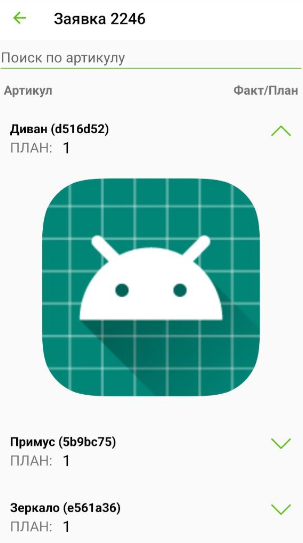 Заявка 2246
Поиск по артикулу
Артикул Факт/План
Диван (d516d52)
ПЛАН: 1
Примус (5b9bc75)
ПЛАН: 1
Зеркало (e561a36)
ПЛАН: 1